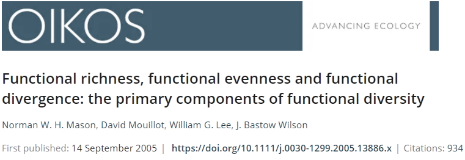 OIKOS
ADVANCING ECOLOGY
Functional richness, functional evenness and functional
divergence: the primary components of functional diversity
Norman W. H. Mason, David Mouillot, William G. Lee, J. Bastow Wilson
First published: 14 September 2005 | https://doi.org/10.1111/j.0030-1299.2005.13886.x | Citations: 934